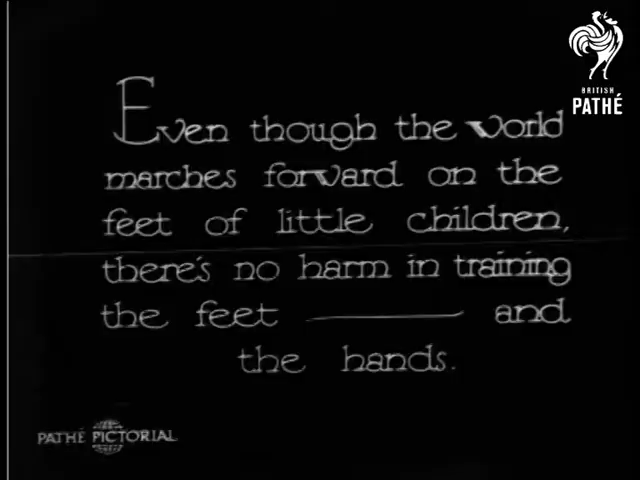 BRITISH
PATHÉ
Even though the world
marches forward on the
feet of little children,
there's no harm in training
the feet ——— and
the hands.
PATHÉ PICTORIAL